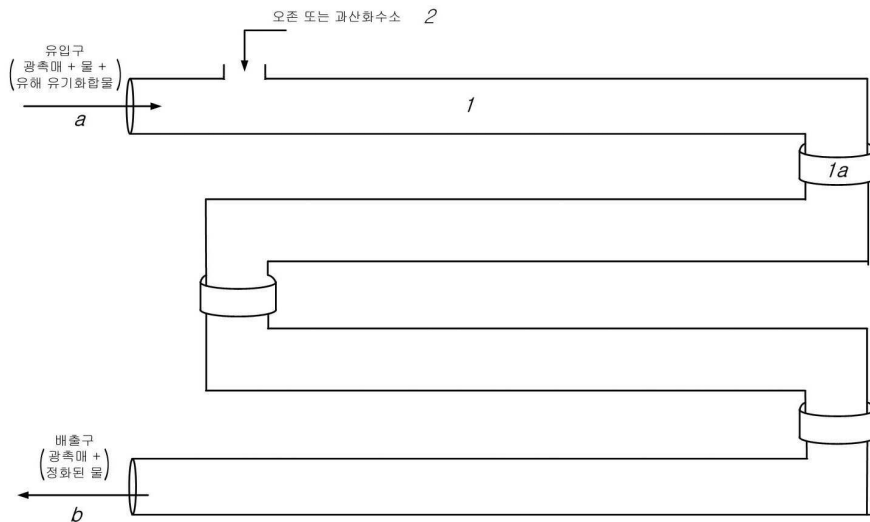 오존 또는 과산화수소 2
유입구
(광촉매 + 물 +
유해 유기화합물)
a
1
1a
배출구
(광촉매 +
정화된 물)
b